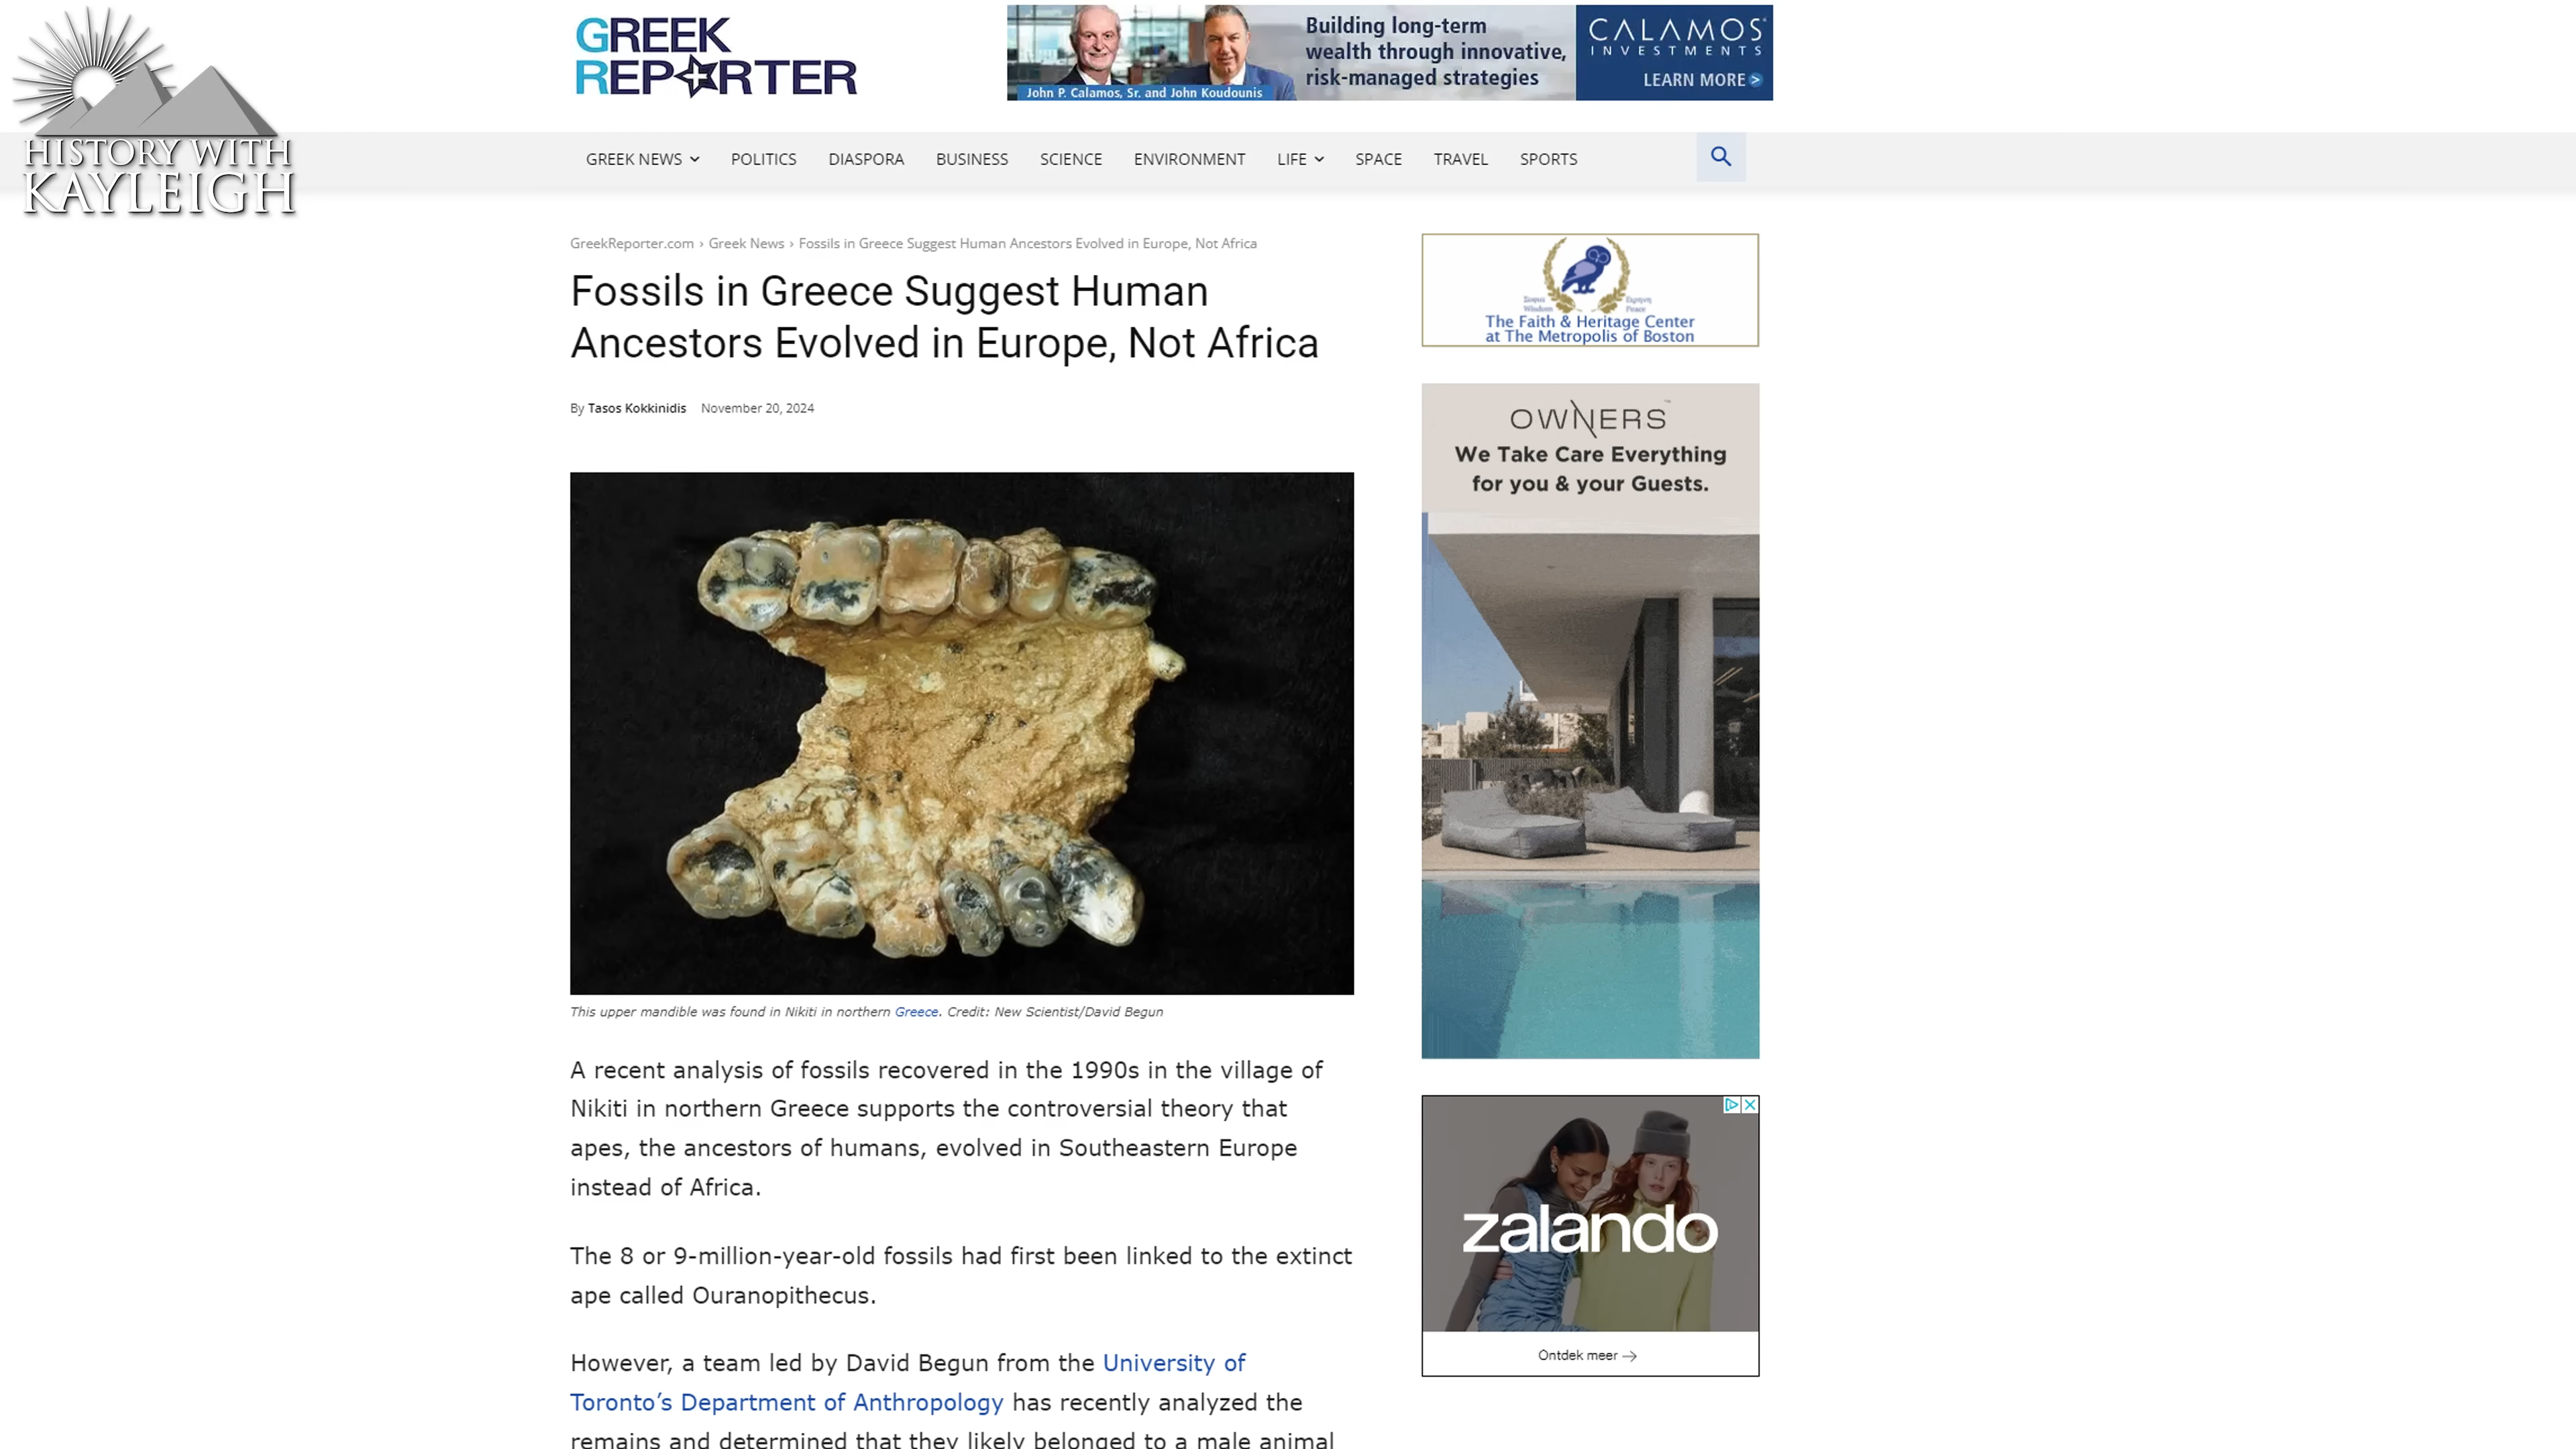 HISTORY WITH
KAYLEIGH
GREEK
REPORTER
John P. Calamos, Sr. and John Koudounis
Building long-term
wealth through innovative,
risk-managed strategies
CALAMOS
INVESTMENTS
LEARN MORE >
GREEK NEWS POLITICS DIASPORA BUSINESS SCIENCE ENVIRONMENT LIFE SPACE TRAVEL SPORTS
GreekReporter.com › Greek News › Fossils in Greece Suggest Human Ancestors Evolved in Europe, Not Africa
Fossils in Greece Suggest Human
Ancestors Evolved in Europe, Not Africa
By Tasos Kokkinidis November 20, 2024
This upper mandible was found in Nikiti in northern Greece. Credit: New Scientist/David Begun
A recent analysis of fossils recovered in the 1990s in the village of
Nikiti in northern Greece supports the controversial theory that
apes, the ancestors of humans, evolved in Southeastern Europe
instead of Africa.
The 8 or 9-million-year-old fossils had first been linked to the extinct
ape called Ouranopithecus.
However, a team led by David Begun from the University of
Toronto’s Department of Anthropology has recently analyzed the
remains and determined that they likely belonged to a male animal
Σοφια Ειρηνη
Wisdom Peace
The Faith & Heritage Center
at The Metropolis of Boston
OWNERS™
We Take Care Everything
for you & your Guests.
zalando
Ontdek meer →